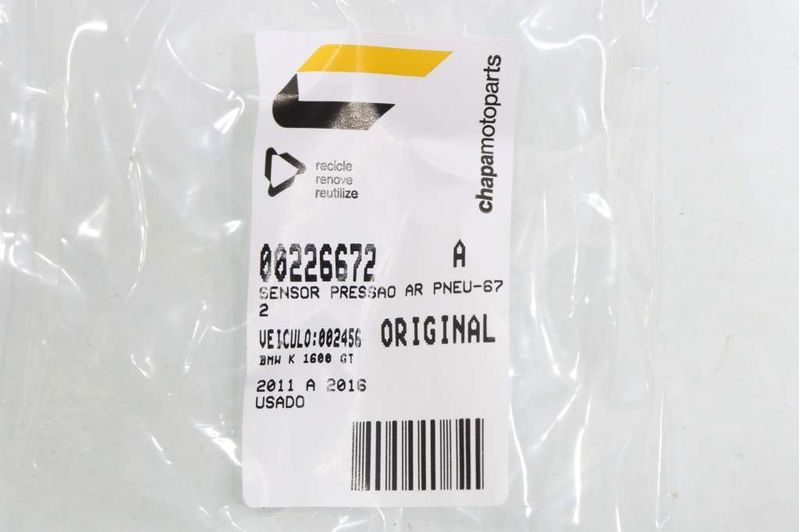 chapamotoparts
recicle
renove
reutilize
00226672 A
SENSOR PRESSAO AR PNEU-67
2
VEICULO:002456 ORIGINAL
BMW K 1600 GT
2011 A 2016
USADO